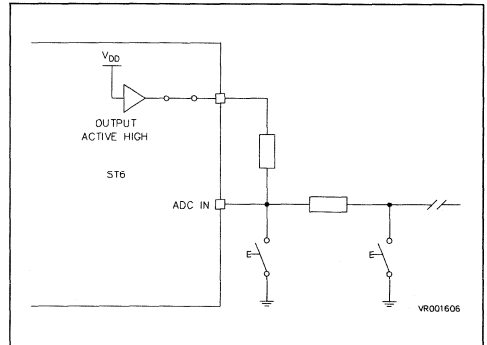 VDD
OUTPUT
ACTIVE HIGH
ST6
ADC IN
E
E
VR001606